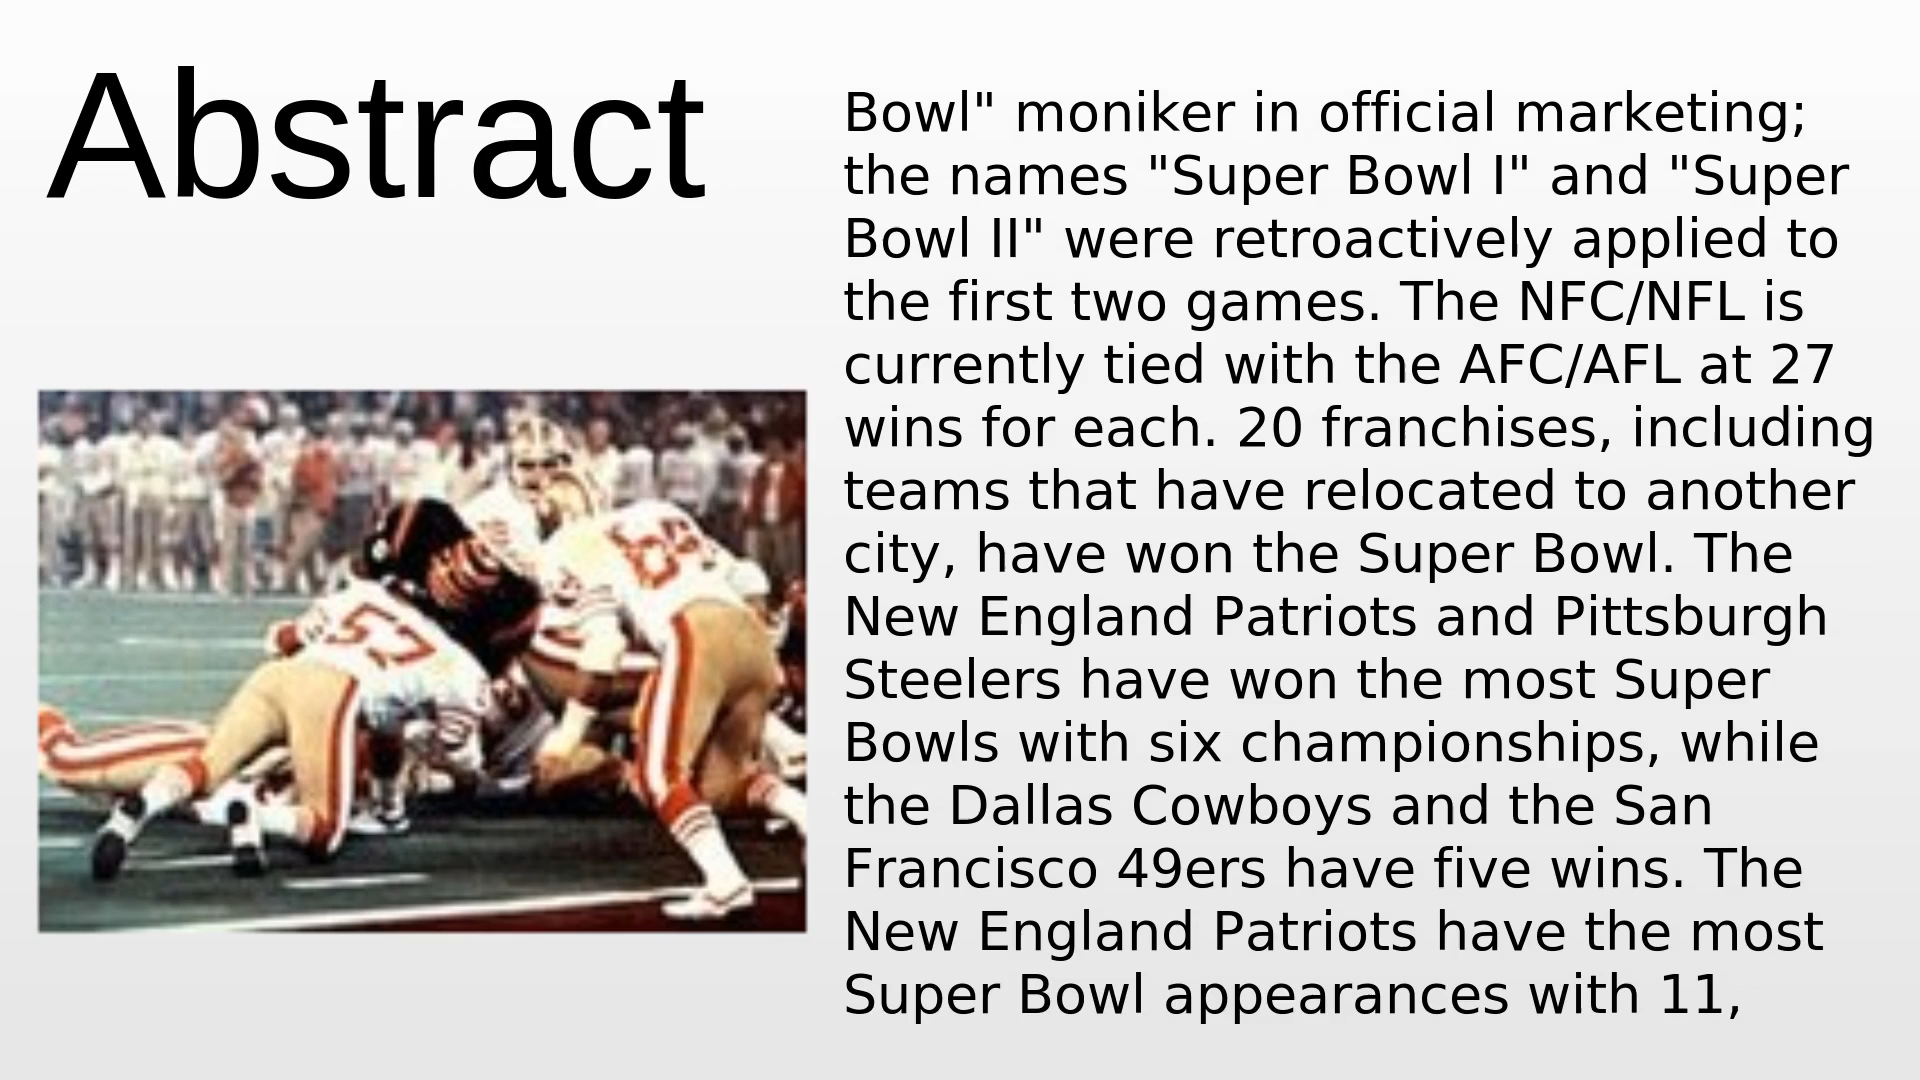 Abstract
Bowl" moniker in official marketing;
the names "Super Bowl I" and "Super
Bowl II" were retroactively applied to
the first two games. The NFC/NFL is
currently tied with the AFC/AFL at 27
wins for each. 20 franchises, including
teams that have relocated to another
city, have won the Super Bowl. The
New England Patriots and Pittsburgh
Steelers have won the most Super
Bowls with six championships, while
the Dallas Cowboys and the San
Francisco 49ers have five wins. The
New England Patriots have the most
Super Bowl appearances with 11,
57